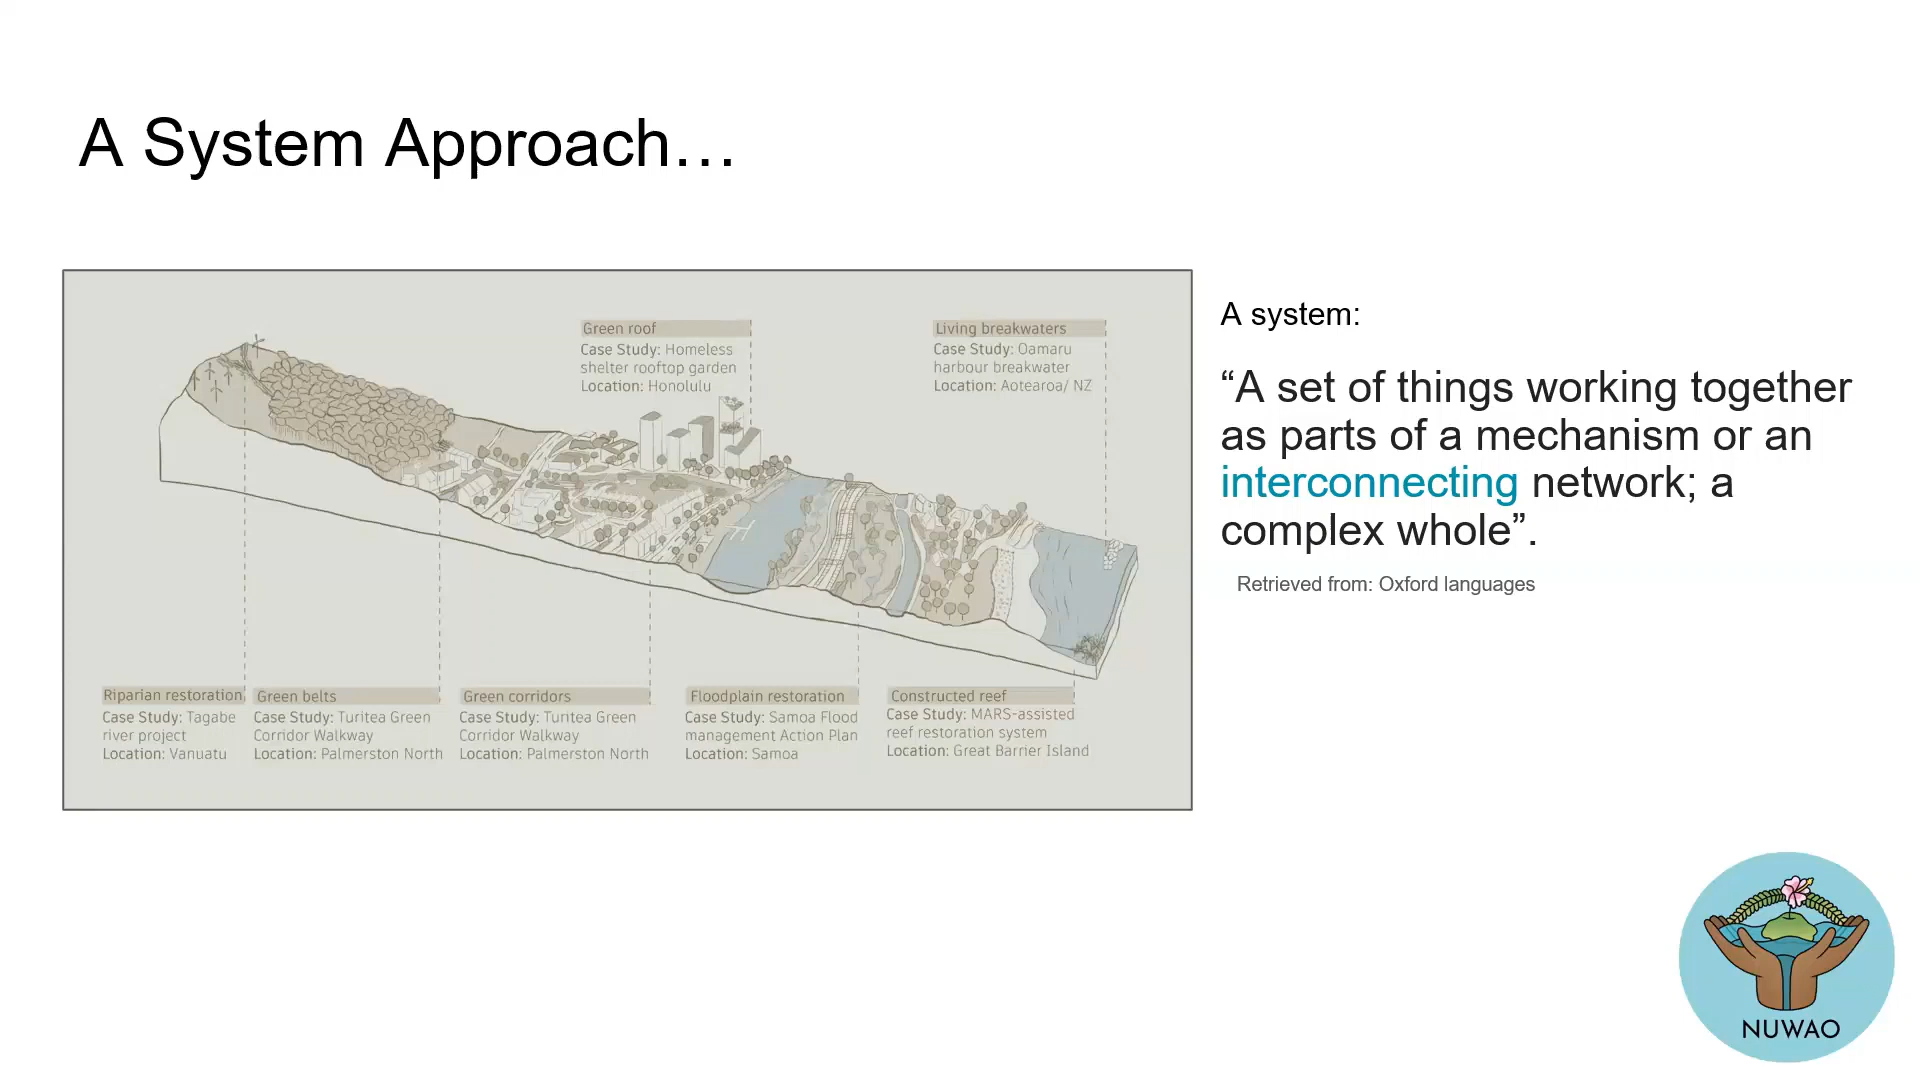 A System Approach…
Green roof
Case Study: Homeless
shelter rooftop garden
Location: Honolulu
Living breakwaters
Case Study: Oamaru
harbour breakwater
Location: Aotearoa/ NZ
Riparian restoration
Case Study: Tagabe
river project
Location: Vanuatu
Green belts
Case Study: Turitea Green
Corridor Walkway
Location: Palmerston North
Green corridors
Case Study: Turitea Green
Corridor Walkway
Location: Palmerston North
Floodplain restoration
Case Study: Samoa Flood
management Action Plan
Location: Samoa
Constructed reef
Case Study: MARS-assisted
reef restoration system
Location: Great Barrier Island
A system:
“A set of things working together
as parts of a mechanism or an
interconnecting network; a
complex whole”.
Retrieved from: Oxford languages
NUWAO